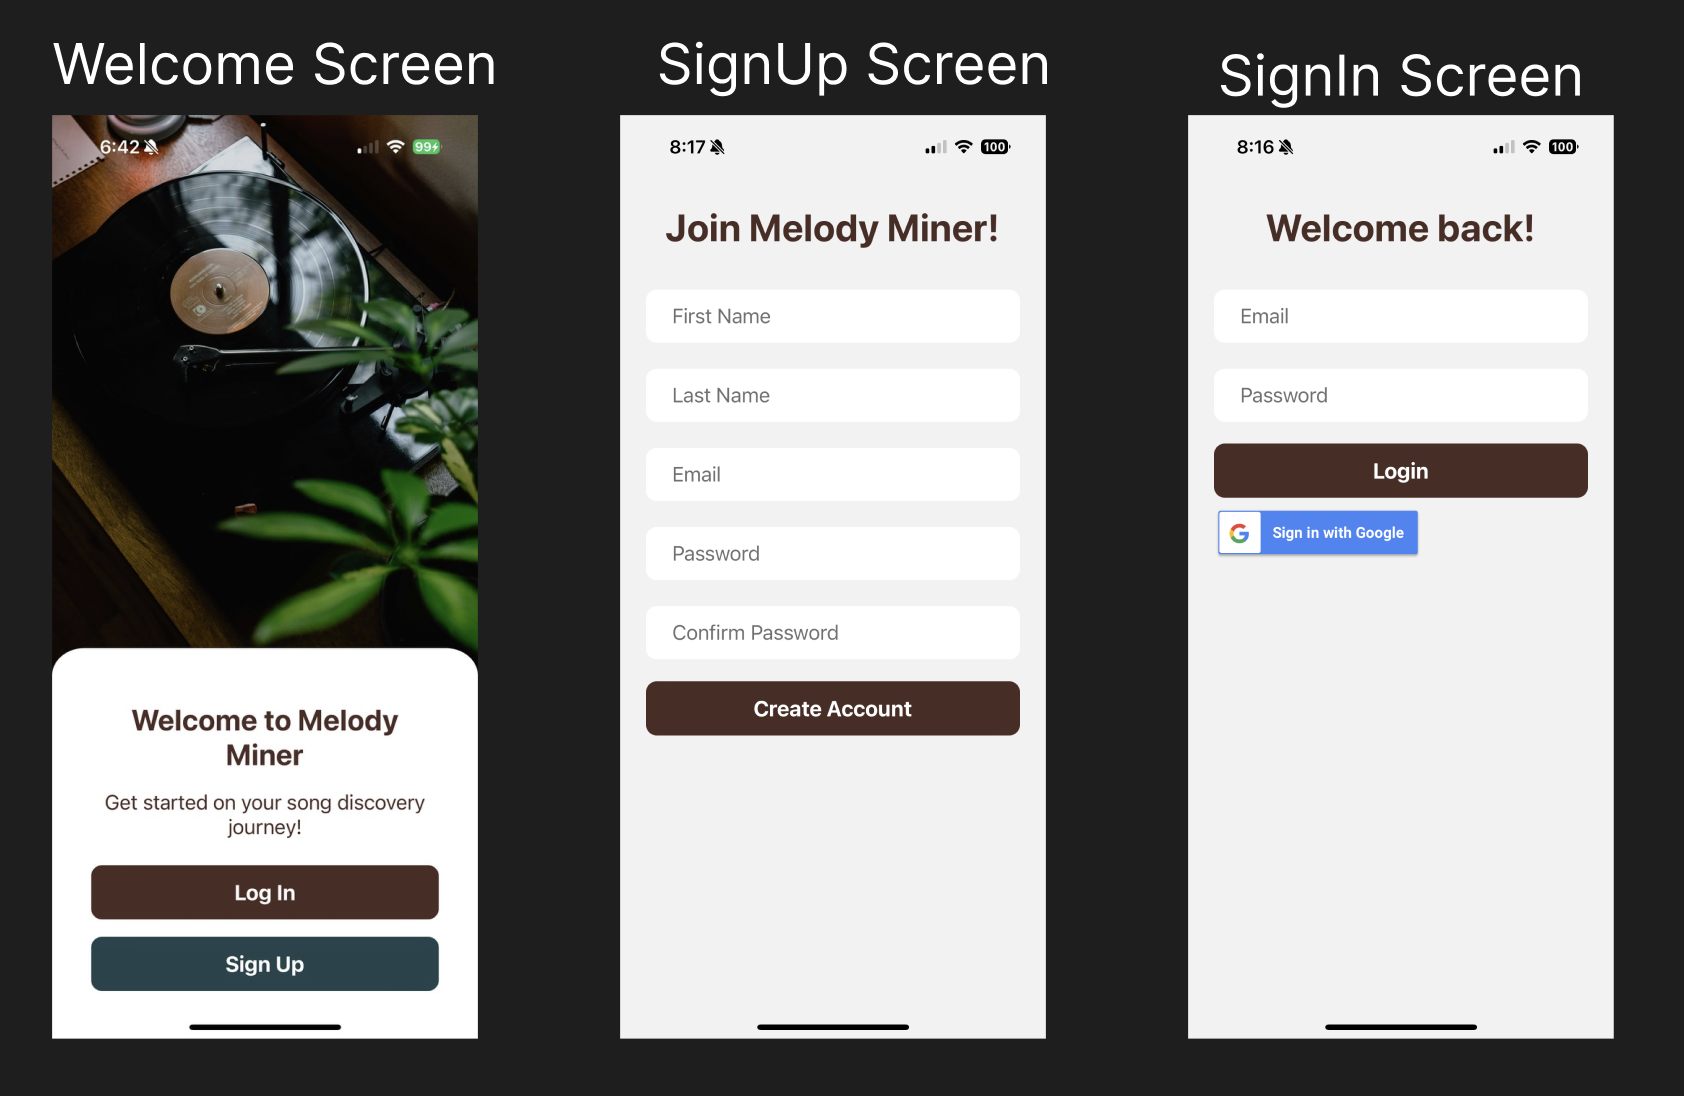 Welcome Screen
6:42
99
Welcome to Melody
Miner
Get started on your song discovery
journey!
Log In
Sign Up
SignUp Screen
8:17
100
Join Melody Miner!
First Name
Last Name
Email
Password
Confirm Password
Create Account
SignIn Screen
8:16
100
Welcome back!
Email
Password
Login
G Sign in with Google